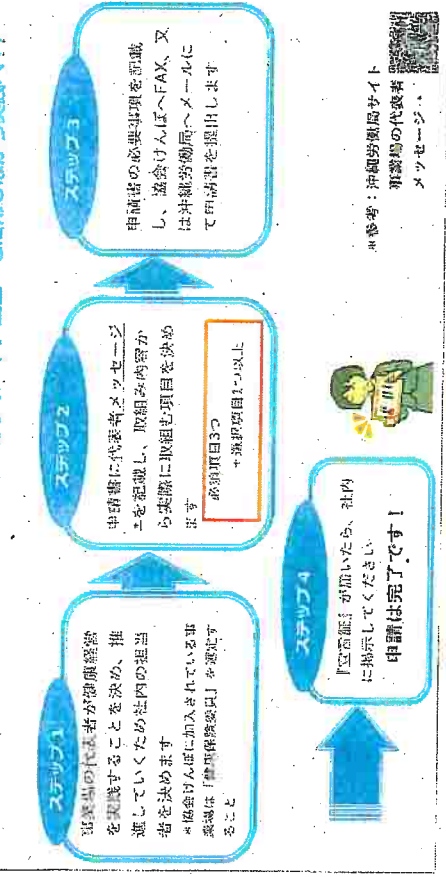 ステップ1
事業場の代表者が健康経営
を実践することを決め、推
進していくため社内の担当
者を決めます
*協会けんぽに加入されている事
業場は「健康保険委員」を選定す
ること
ステップ2
申請書に代表者メッセージ
*を記載し、取組み内容か
ら実際に取組む項目を決め
ます
必須項目3つ
+選択項目1つ以上
ステップ3
申請書の必要事項を記載
し、協会けんぽへFAX、又
は沖縄労働局へメールに
て申請書を提出します
ステップ4
『宣言証』が届いたら、社内
に掲示してください
申請は完了です!
*参考:沖縄労働局サイト
事業場の代表者
メッセージ